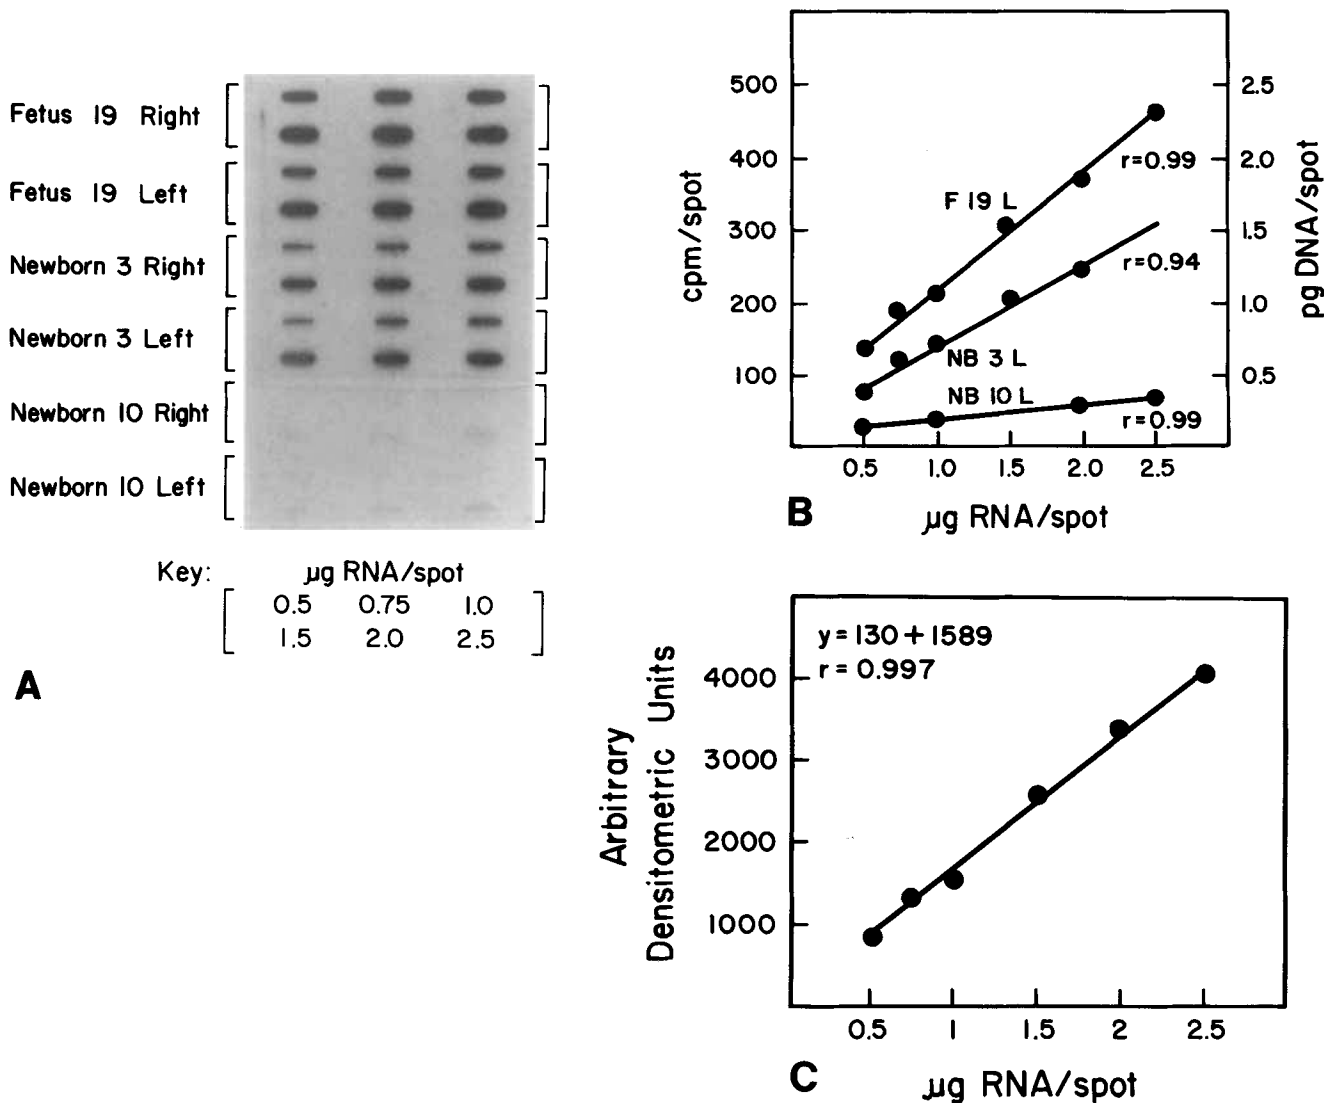 Fetus 19 Right
Fetus 19 Left
Newborn 3 Right
Newborn 3 Left
Newborn 10 Right
Newborn 10 Left
Key: µg RNA/spot
0.5 0.75 1.0
1.5 2.0 2.5
A
cpm/spot
500
400
300
200
100
pg DNA/spot
2.5
2.0
1.5
1.0
0.5
F 19 L
r=0.99
NB 3 L
r=0.94
NB 10 L
r=0.99
0.5 1.0 1.5 2.0 2.5
µg RNA/spot
B
Arbitrary
Densitometric Units
4000
3000
2000
1000
y = 130 + 1589
r = 0.997
0.5 1 1.5 2 2.5
µg RNA/spot
C